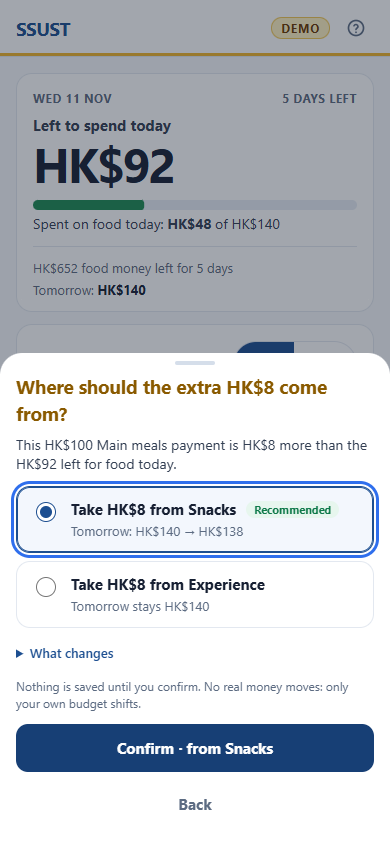 SSUST
DEMO
?
WED 11 NOV
5 DAYS LEFT
Left to spend today
HK$92
Spent on food today: HK$48 of HK$140
HK$652 food money left for 5 days
Tomorrow: HK$140
Where should the extra HK$8 come
from?
This HK$100 Main meals payment is HK$8 more than the
HK$92 left for food today.
Take HK$8 from Snacks Recommended
Tomorrow: HK$140 → HK$138
Take HK$8 from Experience
Tomorrow stays HK$140
What changes
Nothing is saved until you confirm. No real money moves: only
your own budget shifts.
Confirm · from Snacks
Back